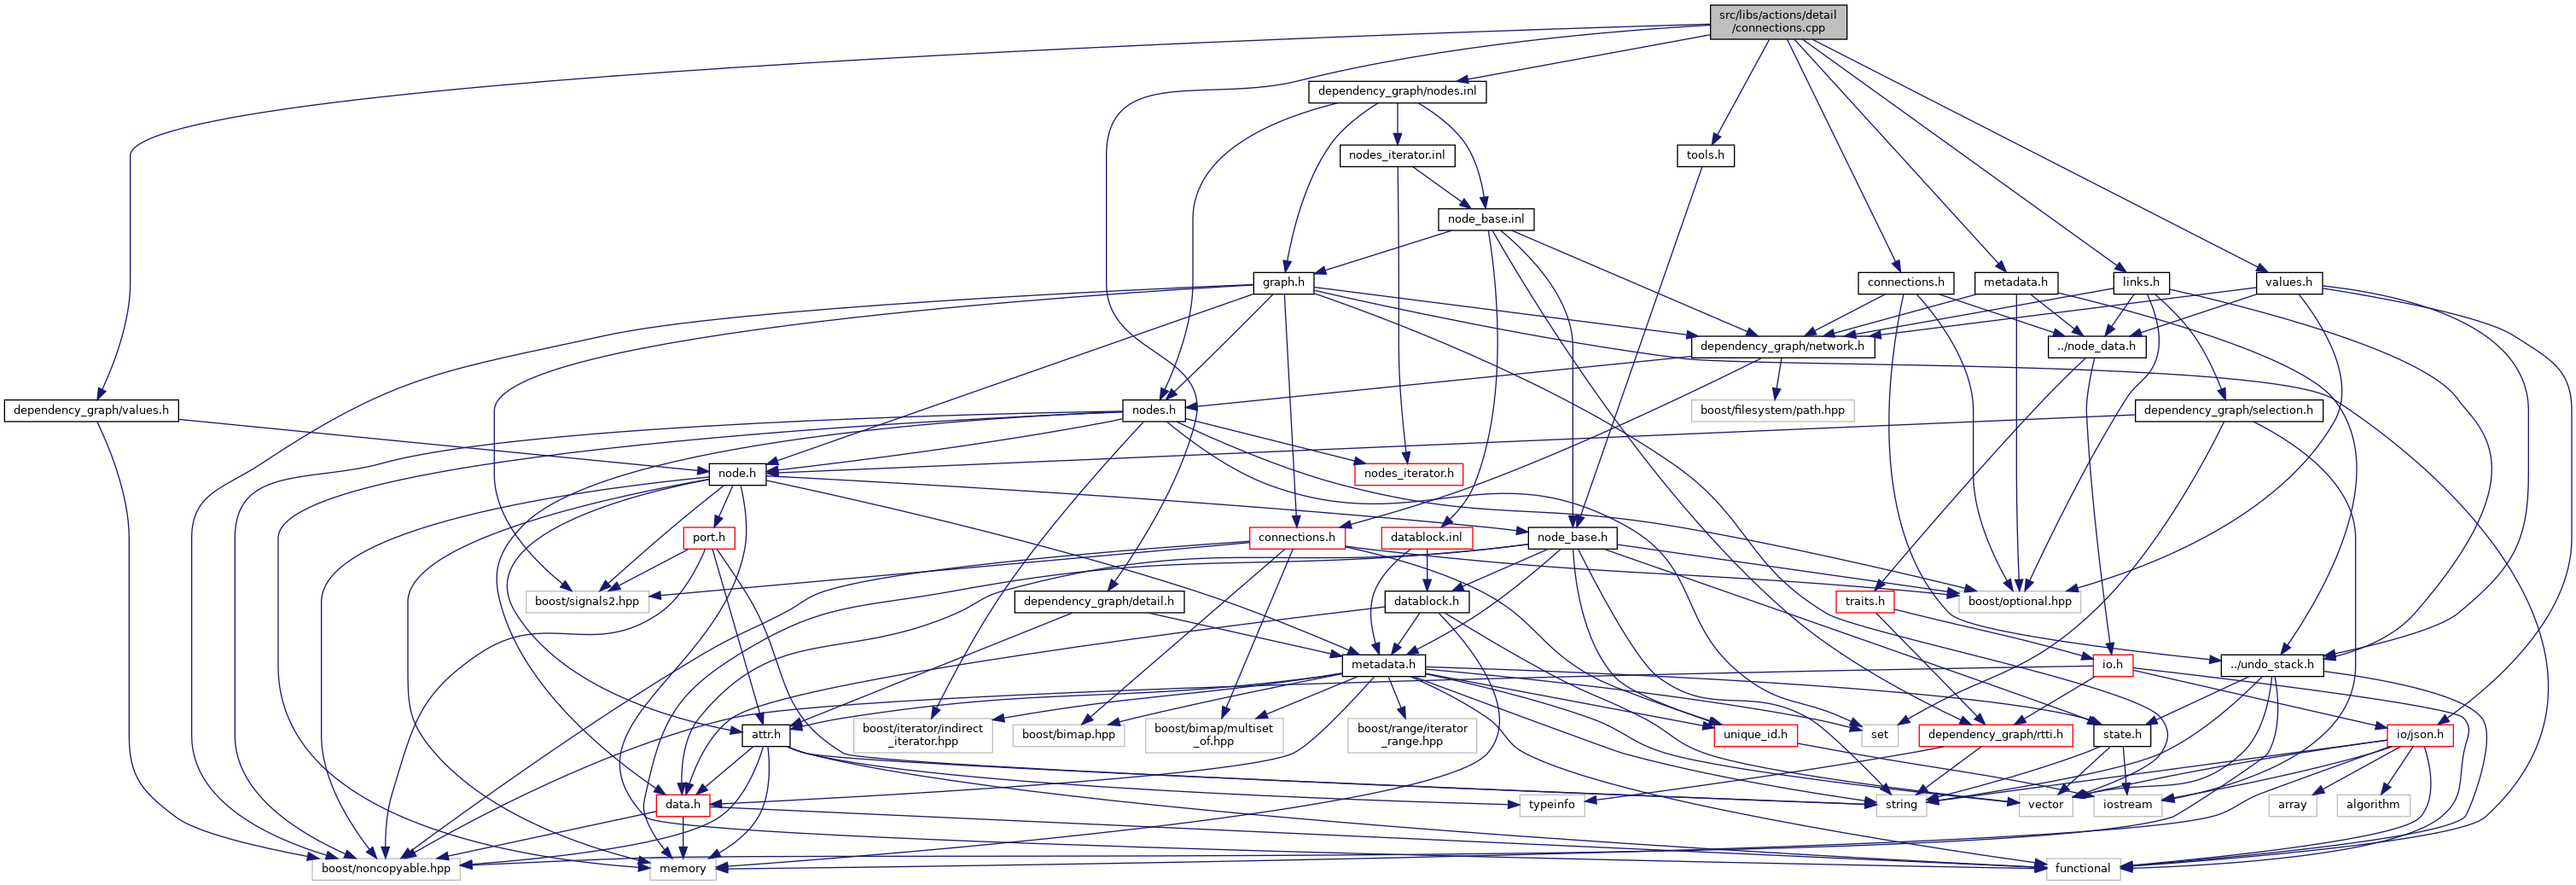 src/libs/actions/detail
/connections.cpp
dependency_graph/nodes.inl
nodes_iterator.inl
tools.h
node_base.inl
graph.h
connections.h
metadata.h
links.h
values.h
dependency_graph/network.h
../node_data.h
dependency_graph/values.h
nodes.h
boost/filesystem/path.hpp
dependency_graph/selection.h
node.h
nodes_iterator.h
port.h
connections.h
datablock.inl
node_base.h
boost/signals2.hpp
dependency_graph/detail.h
datablock.h
traits.h
boost/optional.hpp
metadata.h
io.h
../undo_stack.h
attr.h
boost/iterator/indirect
_iterator.hpp
boost/bimap.hpp
boost/bimap/multiset
_of.hpp
boost/range/iterator
_range.hpp
unique_id.h
set
dependency_graph/rtti.h
state.h
io/json.h
data.h
typeinfo
string
vector
iostream
array
algorithm
boost/noncopyable.hpp
memory
functional